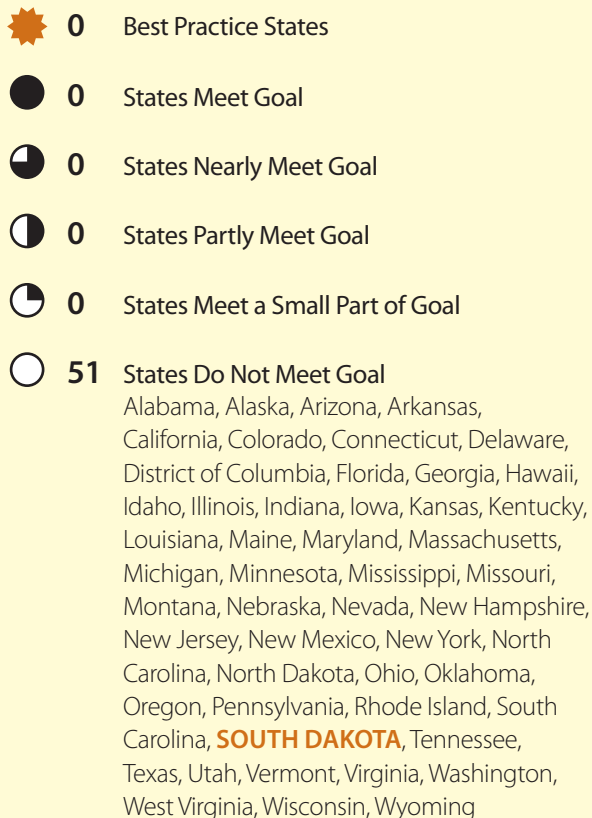 0 Best Practice States
0 States Meet Goal
0 States Nearly Meet Goal
0 States Partly Meet Goal
0 States Meet a Small Part of Goal
51 States Do Not Meet Goal
Alabama, Alaska, Arizona, Arkansas,
California, Colorado, Connecticut, Delaware,
District of Columbia, Florida, Georgia, Hawaii,
Idaho, Illinois, Indiana, Iowa, Kansas, Kentucky,
Louisiana, Maine, Maryland, Massachusetts,
Michigan, Minnesota, Mississippi, Missouri,
Montana, Nebraska, Nevada, New Hampshire,
New Jersey, New Mexico, New York, North
Carolina, North Dakota, Ohio, Oklahoma,
Oregon, Pennsylvania, Rhode Island, South
Carolina, SOUTH DAKOTA, Tennessee,
Texas, Utah, Vermont, Virginia, Washington,
West Virginia, Wisconsin, Wyoming